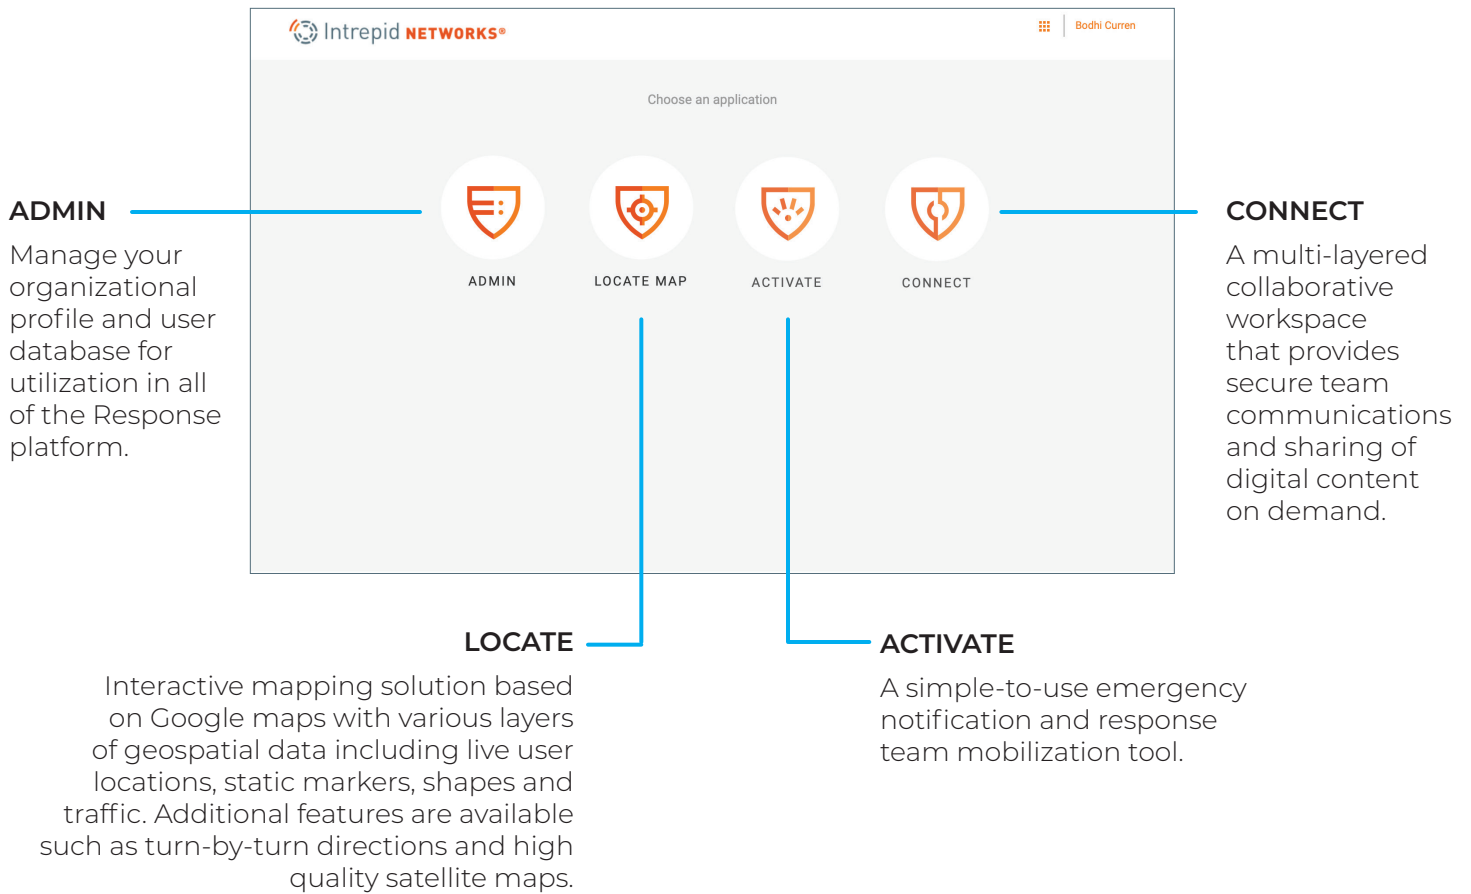 Intrepid NETWORKS®
Bodhi Curren
Choose an application
ADMIN
LOCATE MAP
ACTIVATE
CONNECT
ADMIN
Manage your
organizational
profile and user
database for
utilization in all
of the Response
platform.
CONNECT
A multi-layered
collaborative
workspace
that provides
secure team
communications
and sharing of
digital content
on demand.
LOCATE
Interactive mapping solution based
on Google maps with various layers
of geospatial data including live user
locations, static markers, shapes and
traffic. Additional features are available
such as turn-by-turn directions and high
quality satellite maps.
ACTIVATE
A simple-to-use emergency
notification and response
team mobilization tool.